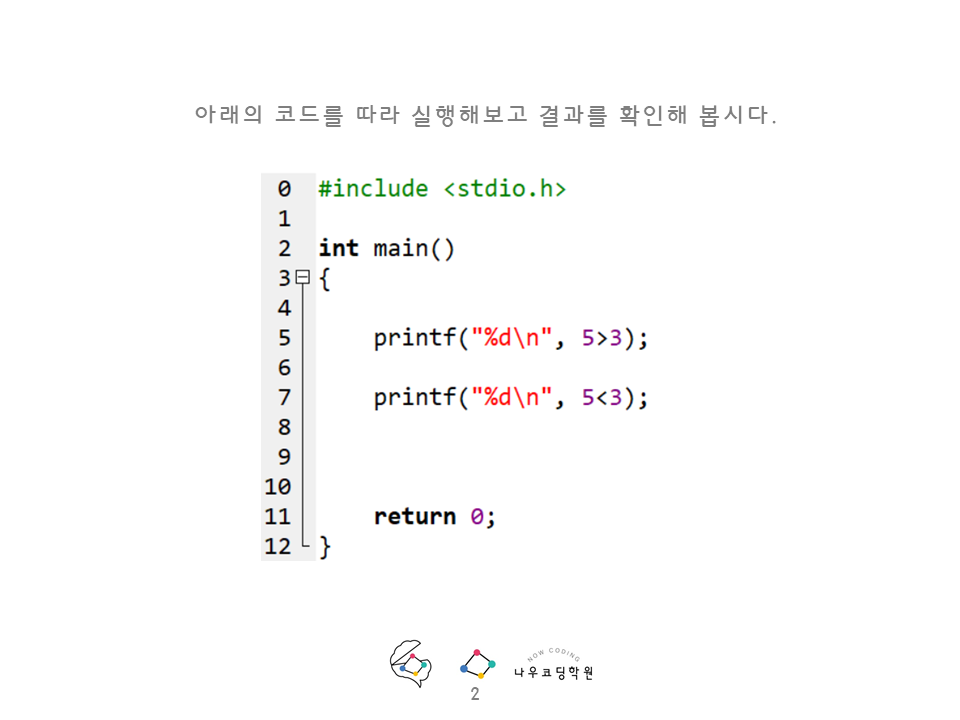 아래의 코드를 따라 실행해보고 결과를 확인해 봅시다.
0 #include <stdio.h>
1
2 int main()
3 {
4
5 printf("%d\n", 5>3);
6
7 printf("%d\n", 5<3);
8
9
10
11 return 0;
12 }
NOW CODING
나우코딩학원
2